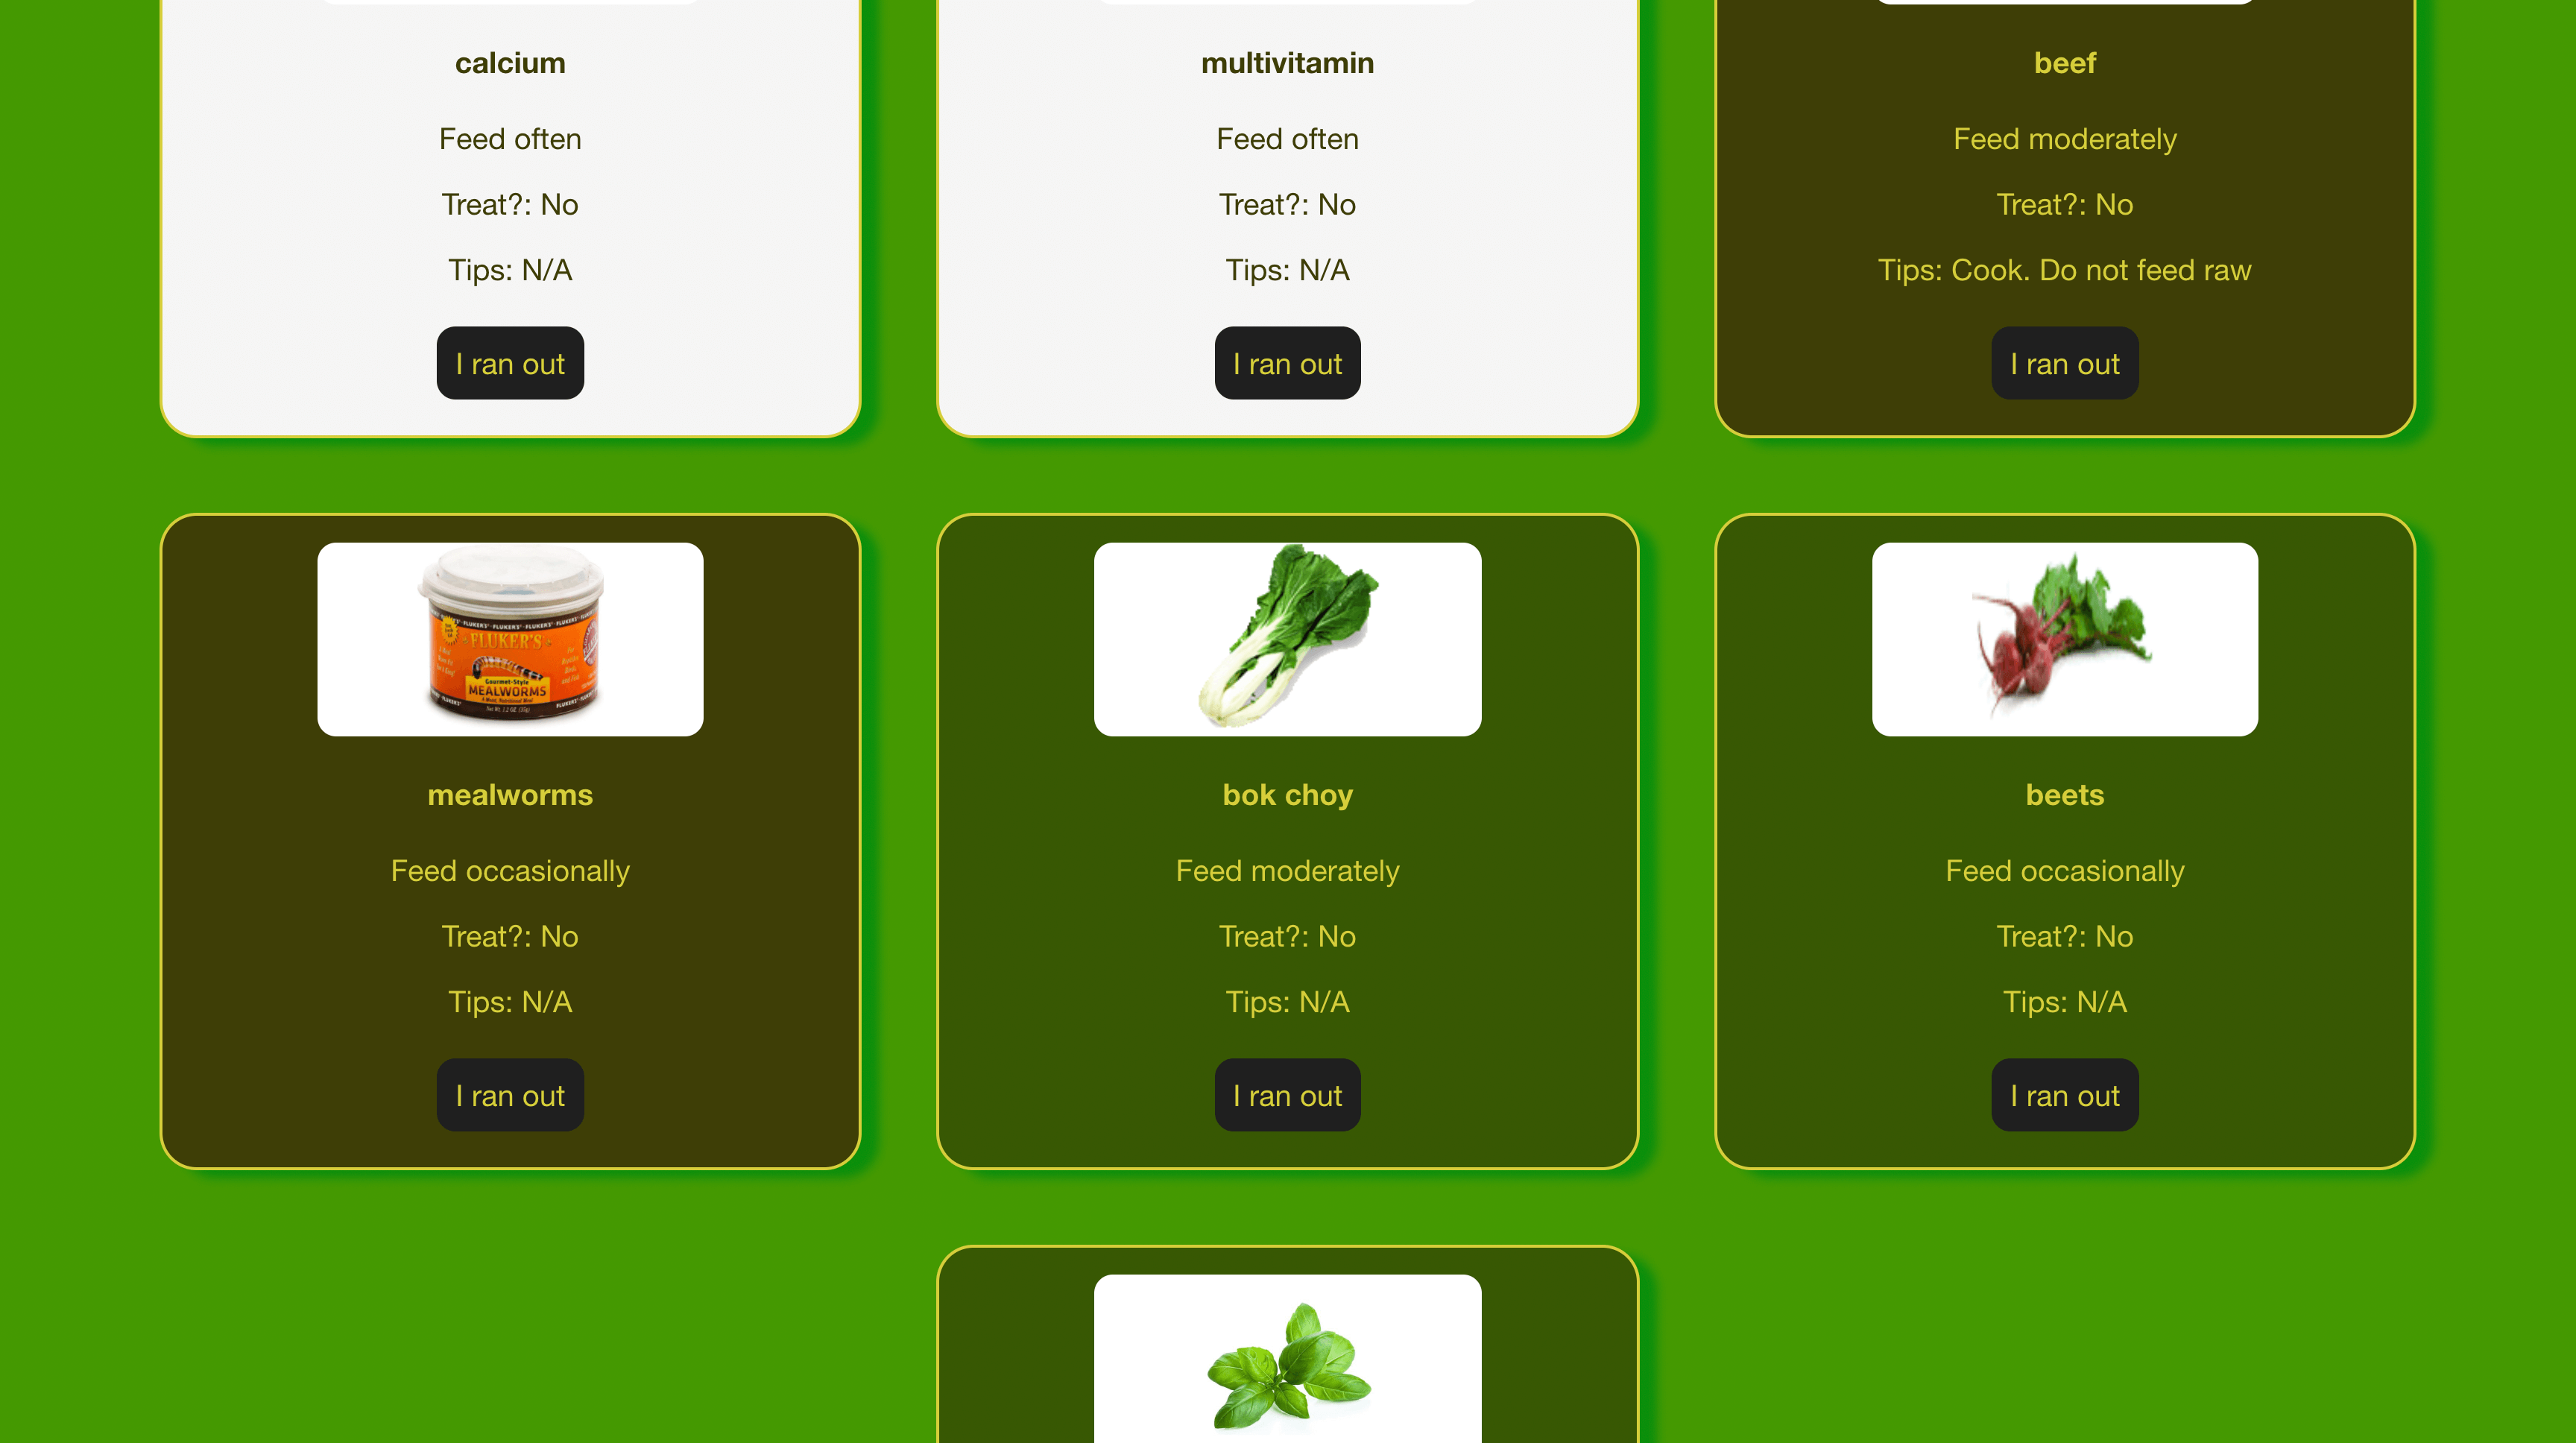 calcium
Feed often
Treat?: No
Tips: N/A
I ran out
multivitamin
Feed often
Treat?: No
Tips: N/A
I ran out
beef
Feed moderately
Treat?: No
Tips: Cook. Do not feed raw
I ran out
FLUKER'S
Gourmet-Style
MEALWORMS
mealworms
Feed occasionally
Treat?: No
Tips: N/A
I ran out
bok choy
Feed moderately
Treat?: No
Tips: N/A
I ran out
beets
Feed occasionally
Treat?: No
Tips: N/A
I ran out